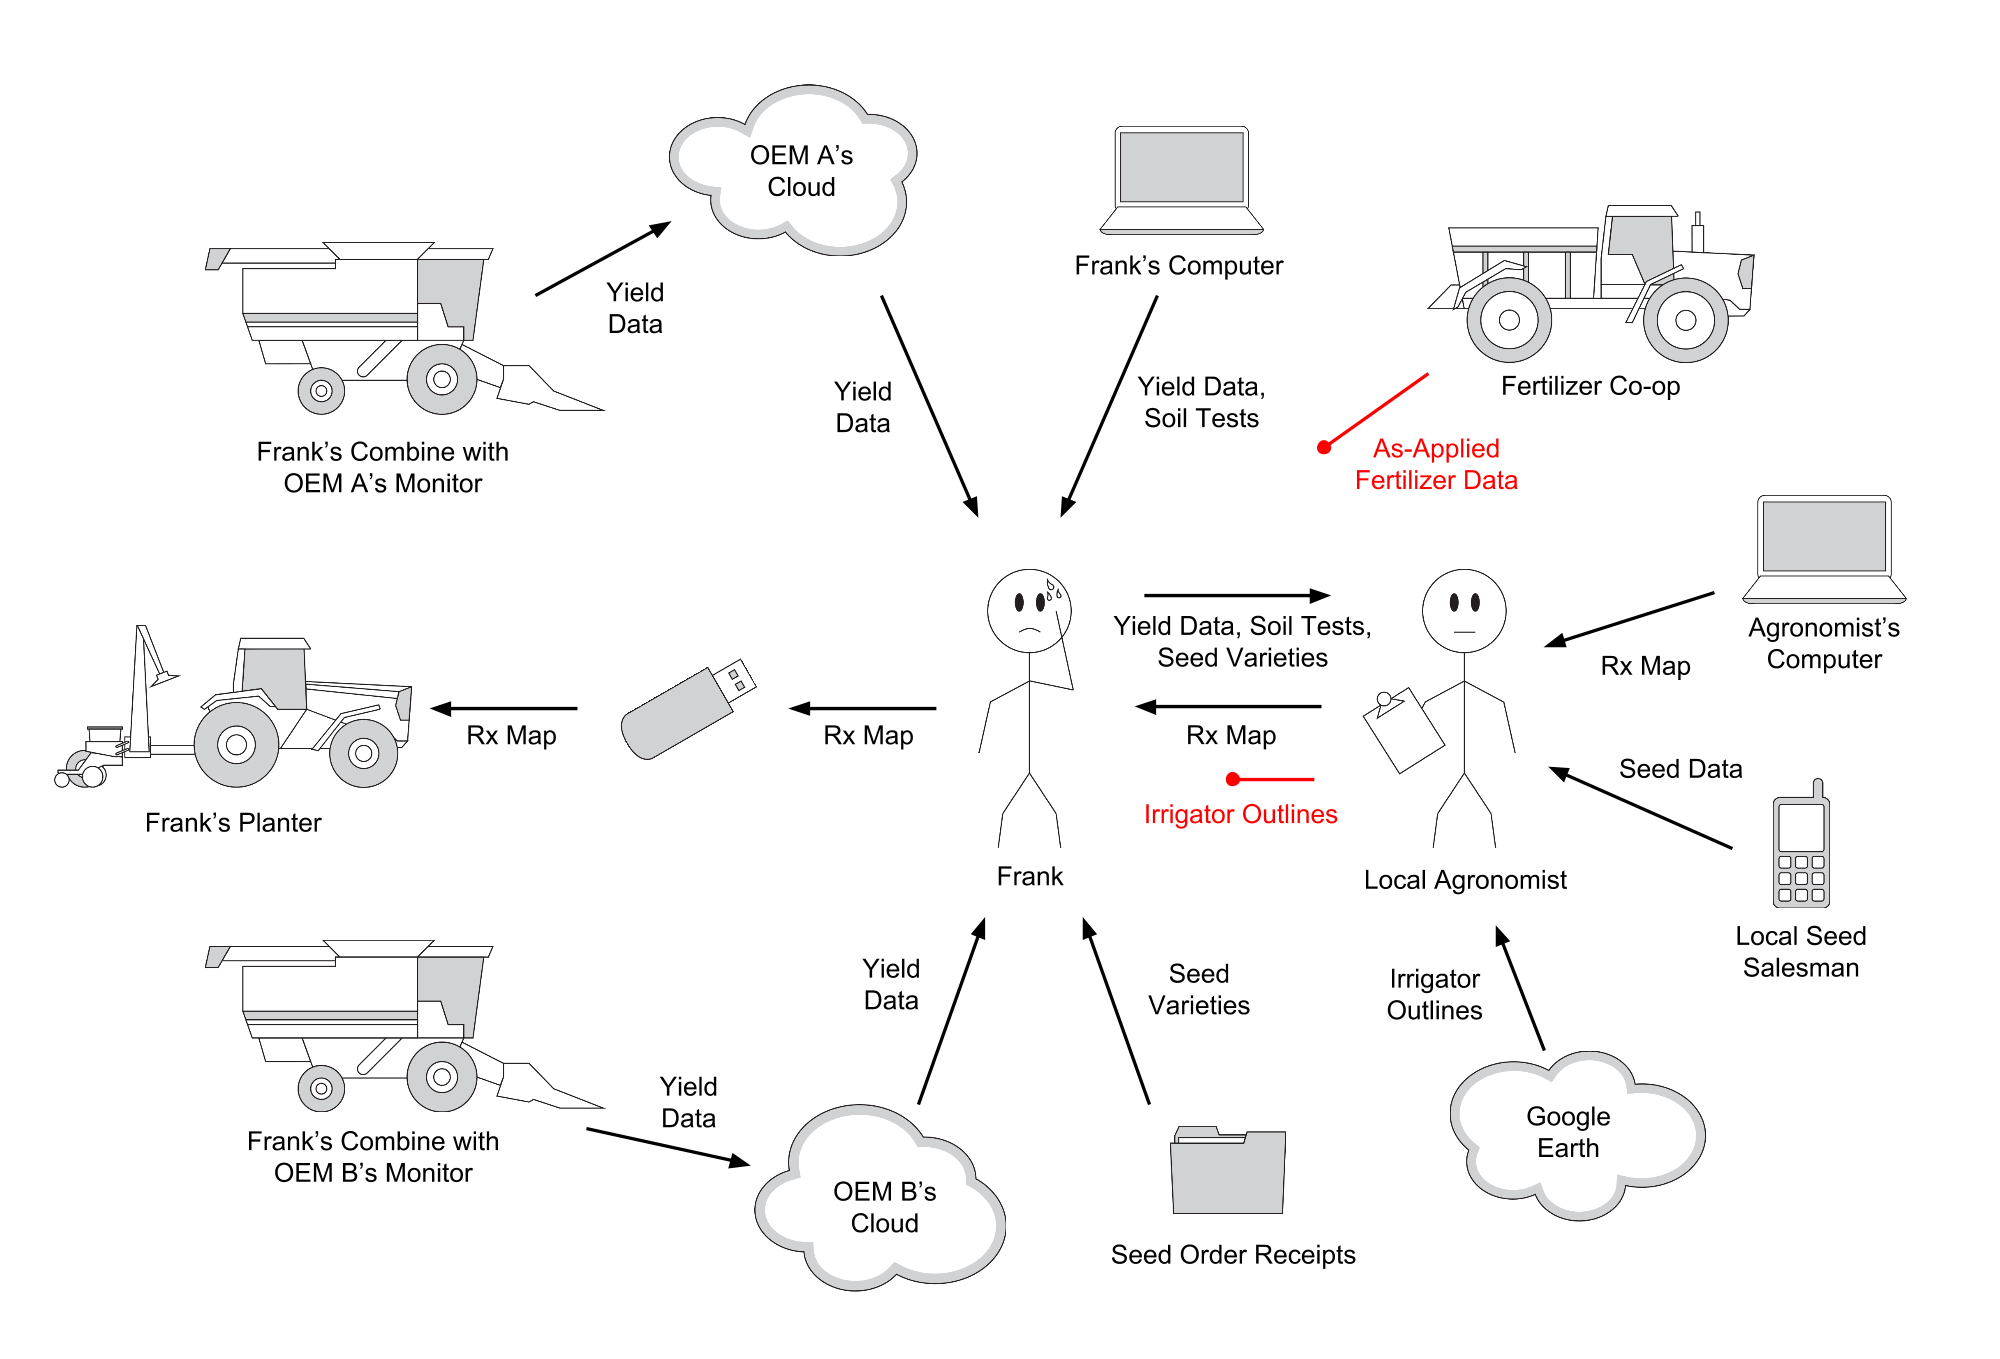 OEM A's
Cloud
Yield
Data
Frank's Combine with
OEM A's Monitor
Yield
Data
Frank's Computer
Yield Data,
Soil Tests
Fertilizer Co-op
As-Applied
Fertilizer Data
Agronomist's
Computer
Rx Map
Yield Data, Soil Tests,
Seed Varieties
Rx Map
Irrigator Outlines
Rx Map
Rx Map
Frank's Planter
Frank
Local Agronomist
Seed Data
Local Seed
Salesman
Yield
Data
Seed
Varieties
Irrigator
Outlines
Frank's Combine with
OEM B's Monitor
Yield
Data
OEM B's
Cloud
Seed Order Receipts
Google
Earth